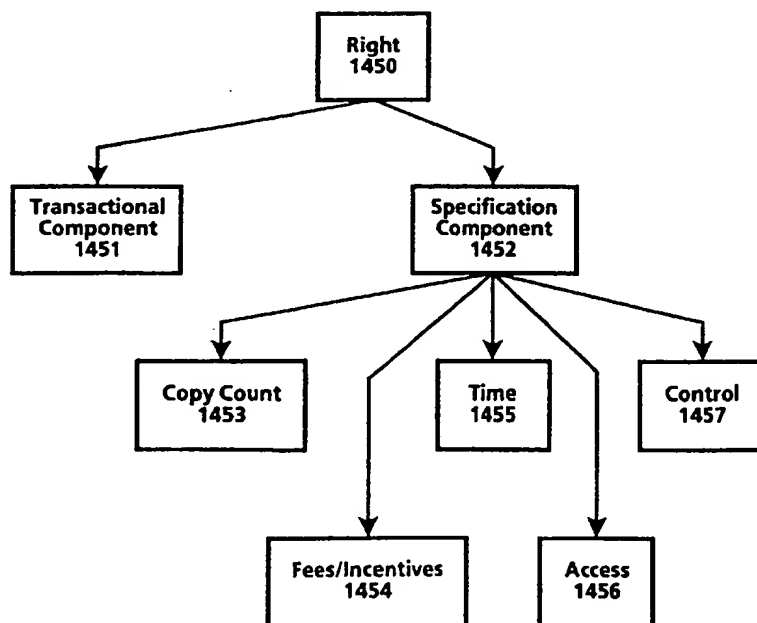 Right
1450
Transactional
Component
1451
Specification
Component
1452
Copy Count
1453
Time
1455
Control
1457
Fees/Incentives
1454
Access
1456